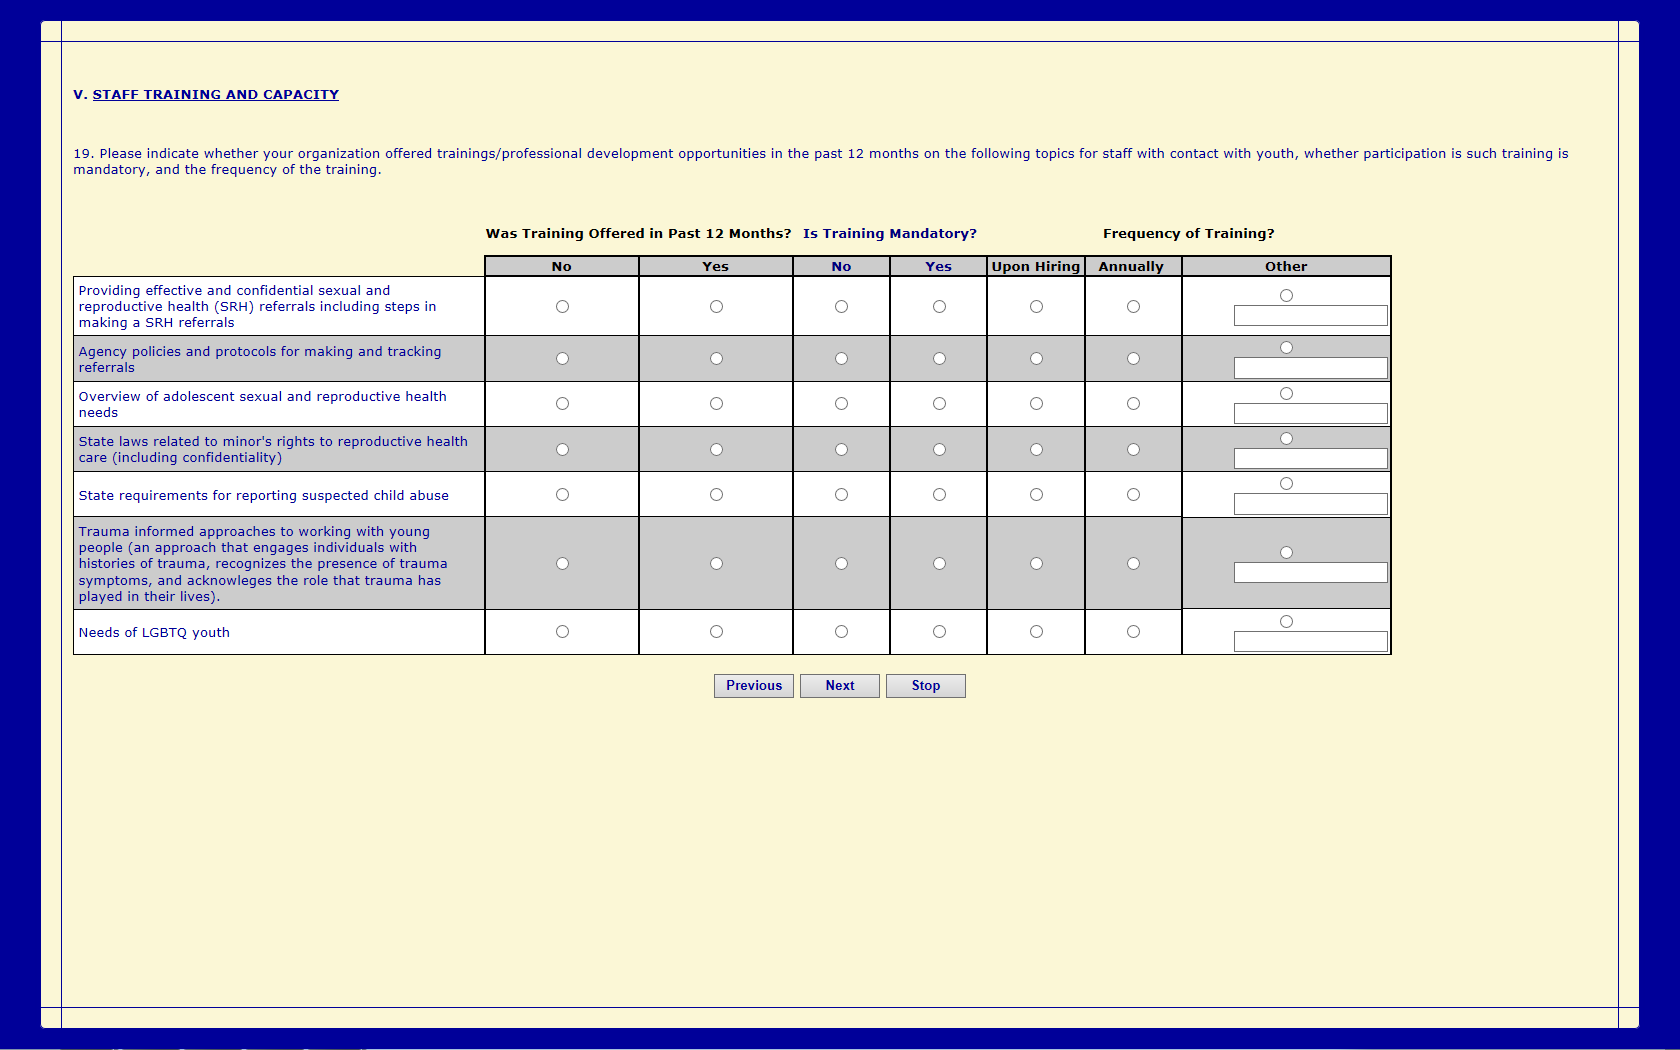 V. STAFF TRAINING AND CAPACITY
19. Please indicate whether your organization offered trainings/professional development opportunities in the past 12 months on the following topics for staff with contact with youth, whether participation is such training is
mandatory, and the frequency of the training.
Was Training Offered in Past 12 Months? Is Training Mandatory? Frequency of Training?
No Yes No Yes Upon Hiring Annually Other
Providing effective and confidential sexual and
reproductive health (SRH) referrals including steps in
making a SRH referrals
Agency policies and protocols for making and tracking
referrals
Overview of adolescent sexual and reproductive health
needs
State laws related to minor's rights to reproductive health
care (including confidentiality)
State requirements for reporting suspected child abuse
Trauma informed approaches to working with young
people (an approach that engages individuals with
histories of trauma, recognizes the presence of trauma
symptoms, and acknowleges the role that trauma has
played in their lives).
Needs of LGBTQ youth
Previous Next Stop